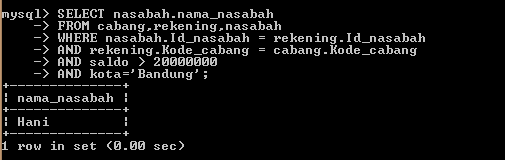 mysql> SELECT nasabah.nama_nasabah
    -> FROM cabang,rekening,nasabah
    -> WHERE nasabah.Id_nasabah = rekening.Id_nasabah
    -> AND rekening.Kode_cabang = cabang.Kode_cabang
    -> AND saldo > 20000000
    -> AND kota='Bandung';
+--------------+
| nama_nasabah |
+--------------+
| Hani         |
+--------------+
1 row in set (0.00 sec)